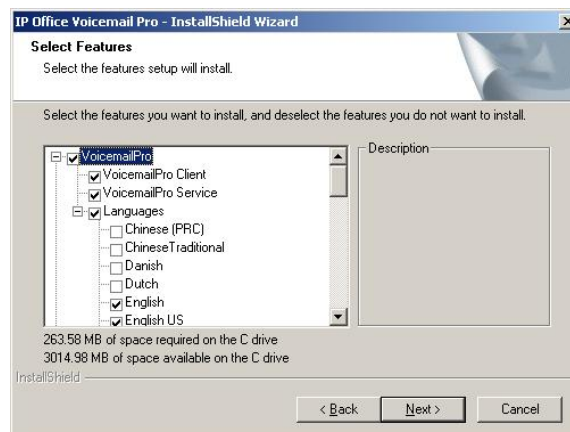 IP Office Voicemail Pro - InstallShield Wizard
Select Features
Select the features setup will install.
Select the features you want to install, and deselect the features you do not want to install.
VoicemailPro
VoicemailPro Client
VoicemailPro Service
Languages
Chinese (PRC)
ChineseTraditional
Danish
Dutch
English
English US
Description
263.58 MB of space required on the C drive
3014.98 MB of space available on the C drive
InstallShield
< Back Next > Cancel